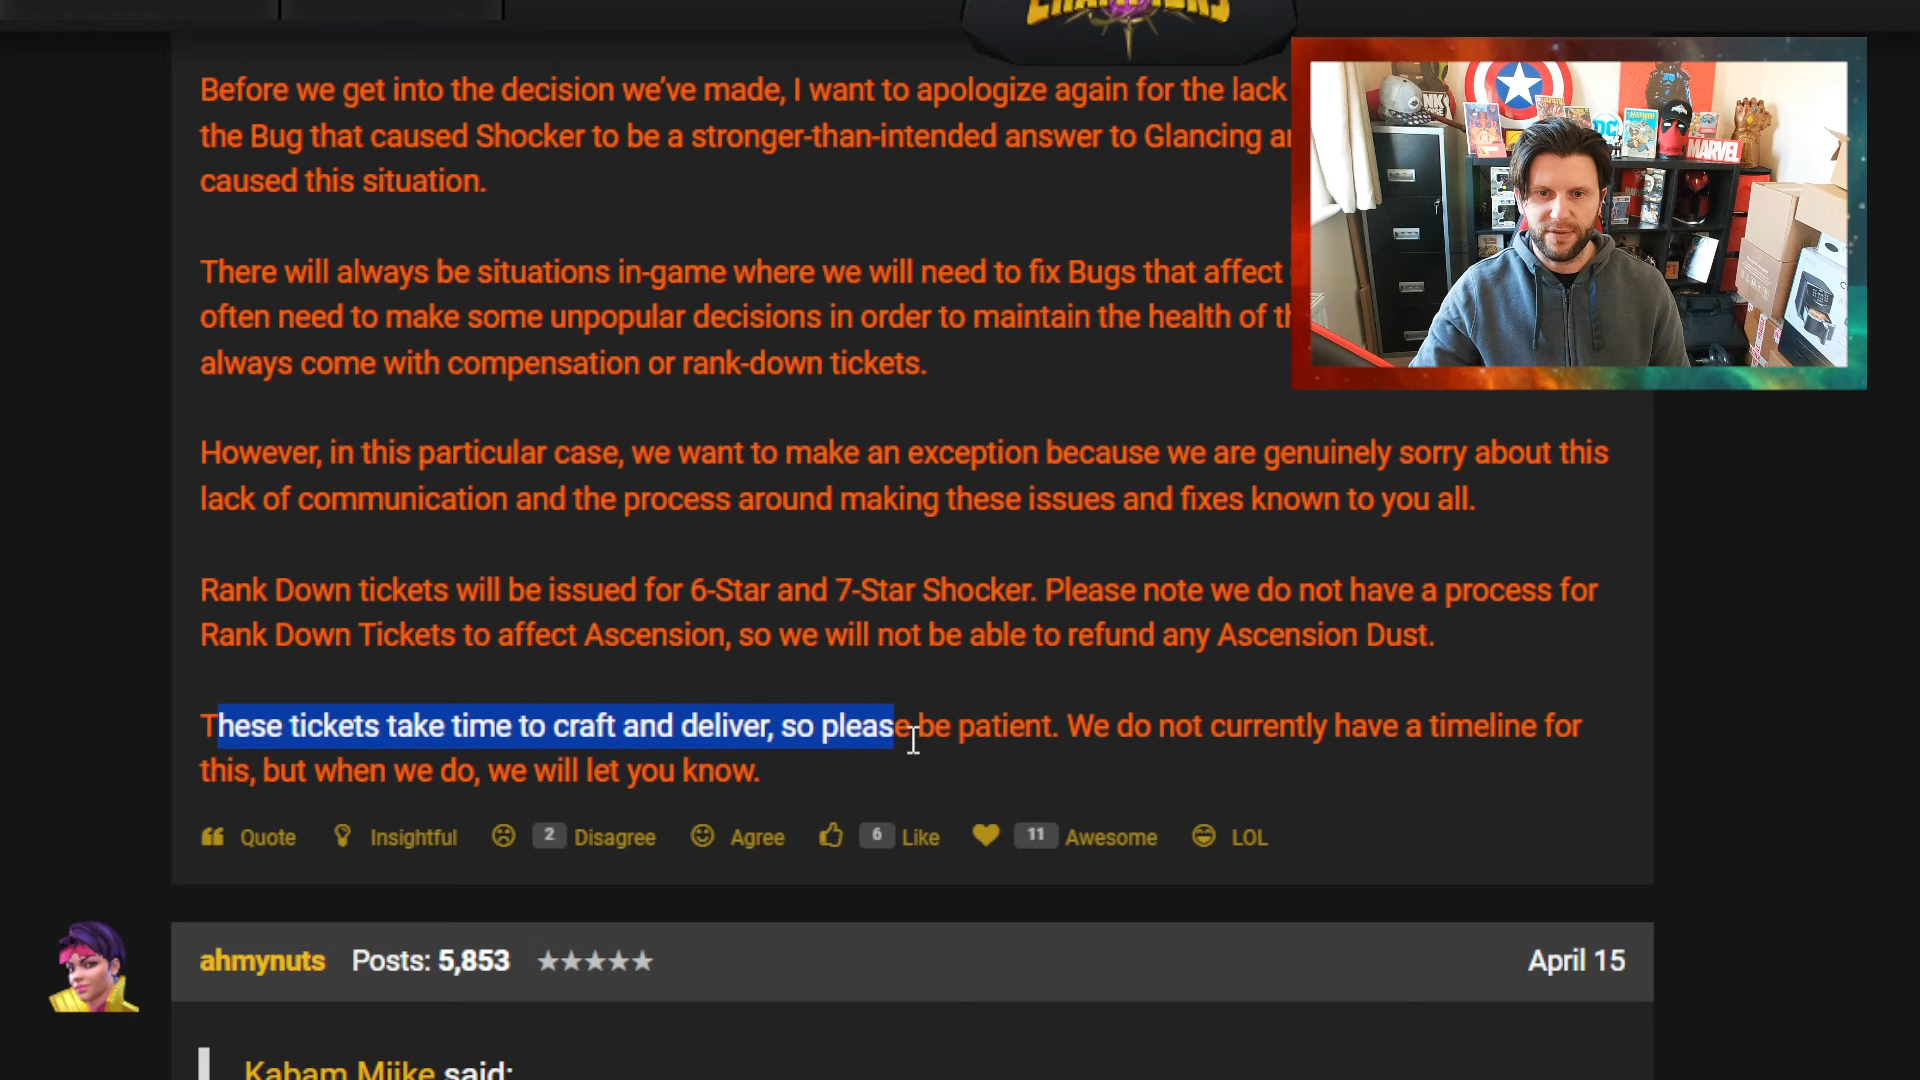 CHAMPIONS
Before we get into the decision we've made, I want to apologize again for the lack
the Bug that caused Shocker to be a stronger-than-intended answer to Glancing
caused this situation.
There will always be situations in-game where we will need to fix Bugs that affect
often need to make some unpopular decisions in order to maintain the health of
always come with compensation or rank-down tickets.
However, in this particular case, we want to make an exception because we are genuinely sorry about this
lack of communication and the process around making these issues and fixes known to you all.
Rank Down tickets will be issued for 6-Star and 7-Star Shocker. Please note we do not have a process for
Rank Down Tickets to affect Ascension, so we will not be able to refund any Ascension Dust.
These tickets take time to craft and deliver, so please be patient. We do not currently have a timeline for
this, but when we do, we will let you know.
Quote Insightful 2 Disagree Agree 6 Like 11 Awesome LOL
ahmynuts Posts: 5,853 April 15
Kabam Miike said:
DC
MARVEL